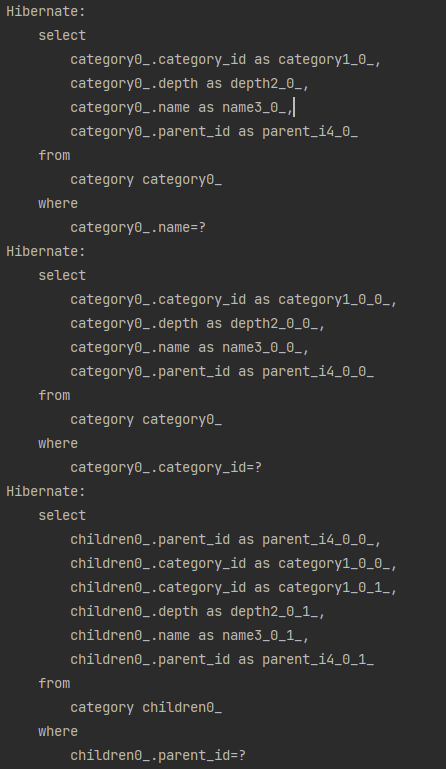 Hibernate:
    select
        category0_.category_id as category1_0_,
        category0_.depth as depth2_0_,
        category0_.name as name3_0_,
        category0_.parent_id as parent_i4_0_
    from
        category category0_
    where
        category0_.name=?
Hibernate:
    select
        category0_.category_id as category1_0_0_,
        category0_.depth as depth2_0_0_,
        category0_.name as name3_0_0_,
        category0_.parent_id as parent_i4_0_0_
    from
        category category0_
    where
        category0_.category_id=?
Hibernate:
    select
        children0_.parent_id as parent_i4_0_0_,
        children0_.category_id as category1_0_0_,
        children0_.category_id as category1_0_1_,
        children0_.depth as depth2_0_1_,
        children0_.name as name3_0_1_,
        children0_.parent_id as parent_i4_0_1_
    from
        category children0_
    where
        children0_.parent_id=?